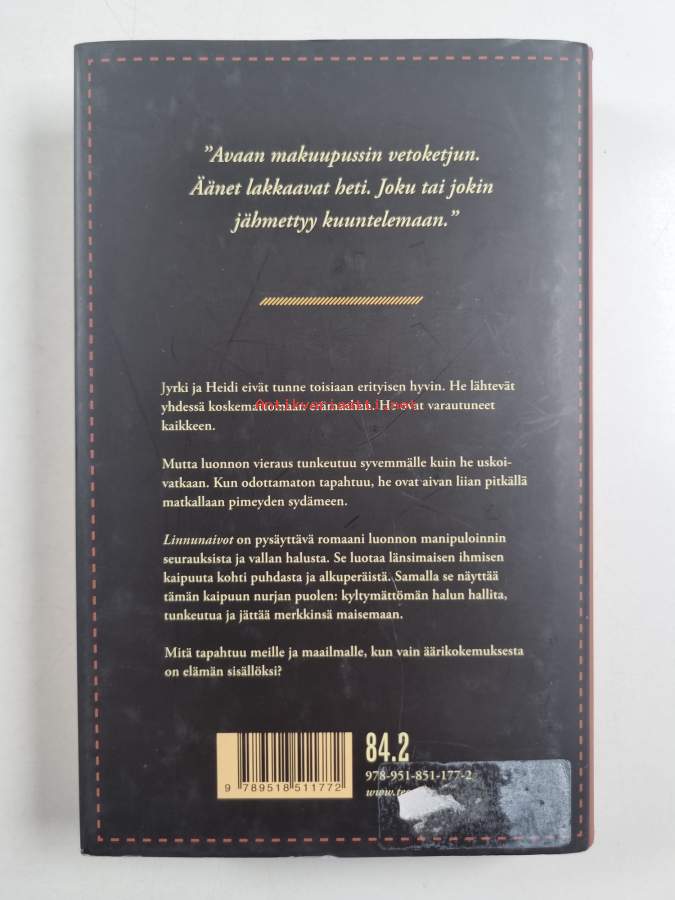 ”Avaan makuupussin vetoketjun.
Äänet lakkaavat heti. Joku tai jokin
jähmettyy kuuntelemaan.”
Jyrki ja Heidi eivät tunne toisiaan erityisen hyvin. He lähtevät
yhdessä koskemattomaan erämaahan. He ovat varautuneet
Antikvariaatti.net
kaikkeen.
Mutta luonnon vieraus tunkeutuu syvemmälle kuin he uskoi-
vatkaan. Kun odottamaton tapahtuu, he ovat aivan liian pitkällä
matkallaan pimeyden sydämeen.
Linnunaivot on pysäyttävä romaani luonnon manipuloinnin
seurauksista ja vallan halusta. Se luotaa länsimaisen ihmisen
kaipuuta kohti puhdasta ja alkuperäistä. Samalla se näyttää
tämän kaipuun nurjan puolen: kyltymättömän halun hallita,
tunkeutua ja jättää merkkinsä maisemaan.
Mitä tapahtuu meille ja maailmalle, kun vain äärikokemuksesta
on elämän sisällöksi?
84.2
978-951-851-177-2
9 789518 511772